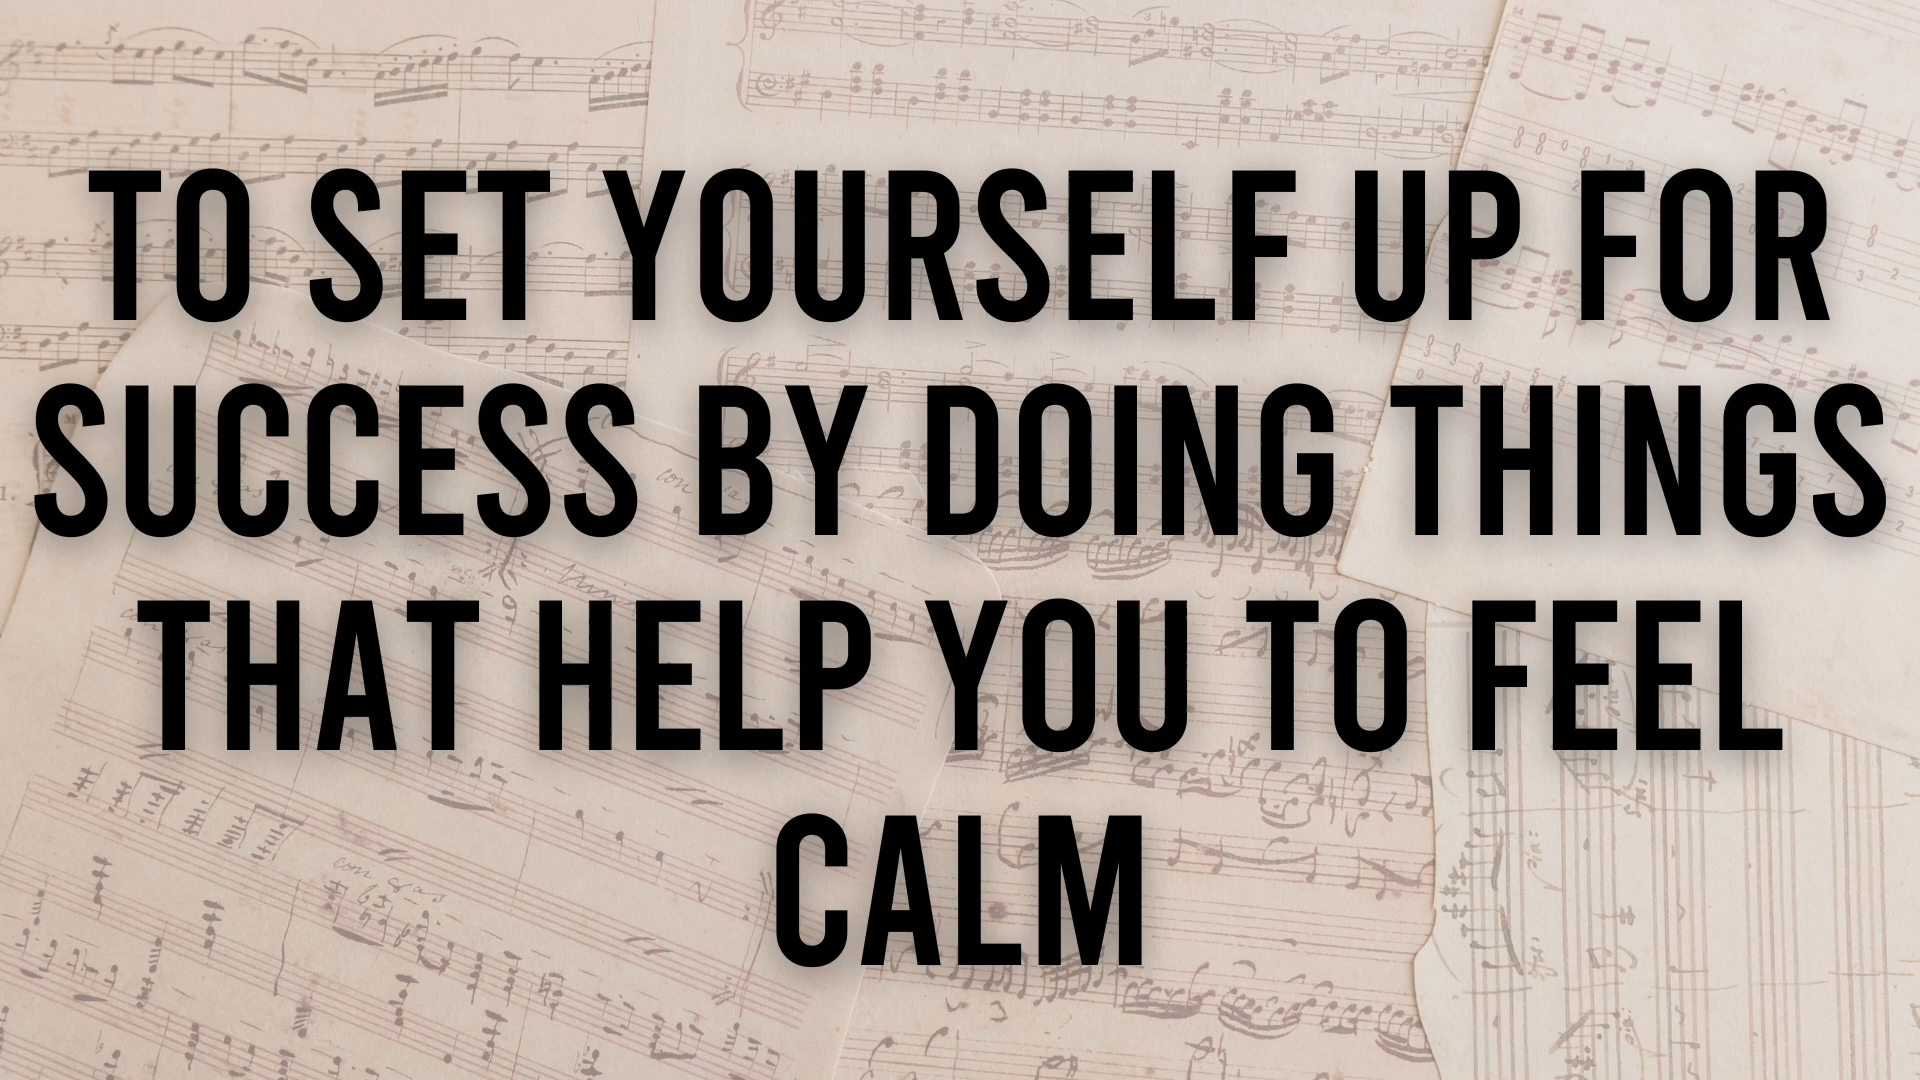 TO SET YOURSELF UP FOR
SUCCESS BY DOING THINGS
THAT HELP YOU TO FEEL
CALM